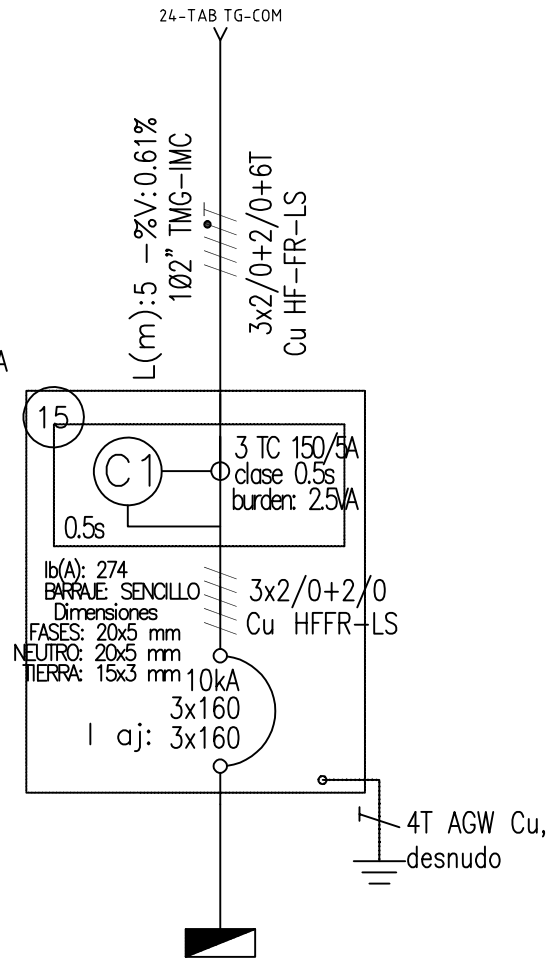 24-TAB TG-COM
L(m):5 -%V:0.61%
1Ø2" TMG-IMC
3x2/0+2/0+6T
Cu HF-FR-LS
A
15
C1
3 TC 150/5A
clase 0.5s
burden: 2.5VA
0.5s
Ib(A): 274
BARRAJE: SENCILLO
Dimensiones
FASES: 20x5 mm
NEUTRO: 20x5 mm
TIERRA: 15x3 mm
3x2/0+2/0
Cu HFFR-LS
10kA
3x160
I aj: 3x160
4T AGW Cu,
desnudo